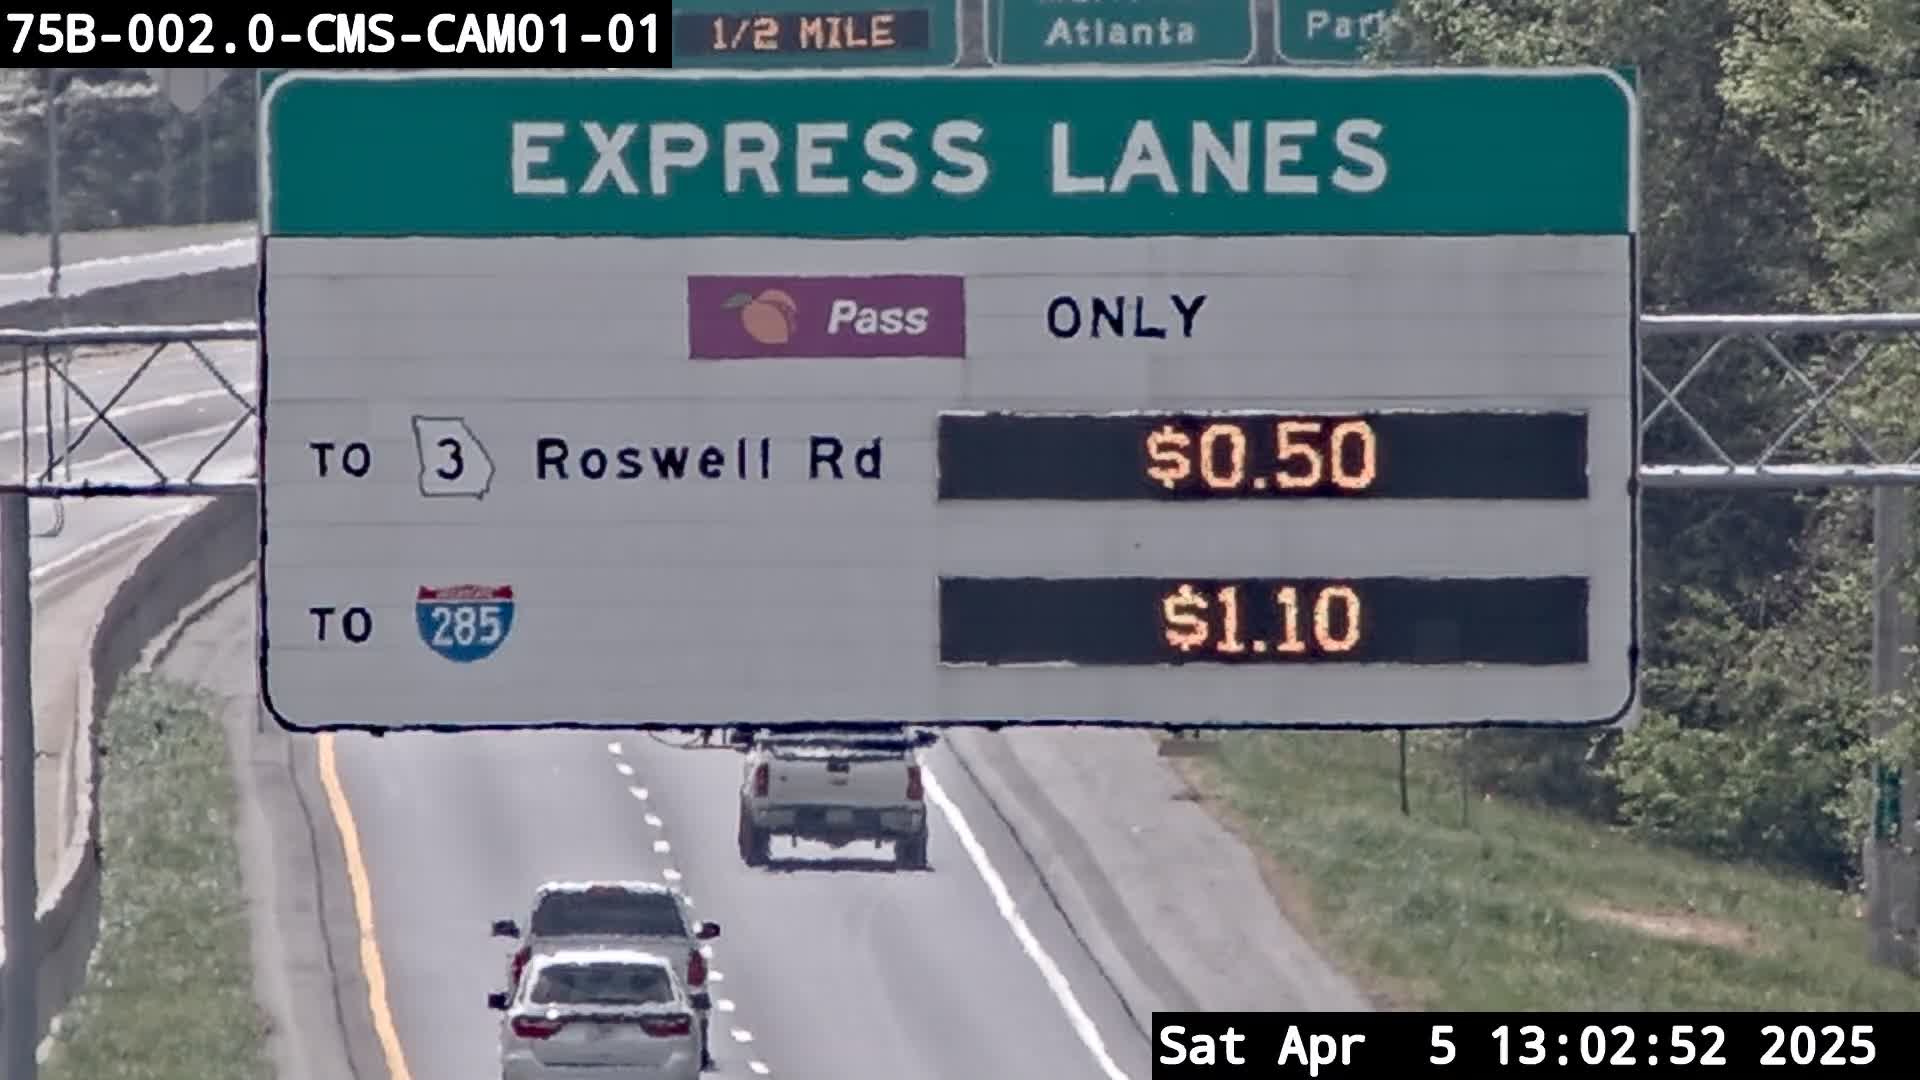 75B-002.0-CMS-CAM01-01
1/2 MILE
Atlanta
EXPRESS LANES
Pass ONLY
TO 3 Roswell Rd $0.50
TO 285 $1.10
Sat Apr 5 13:02:52 2025